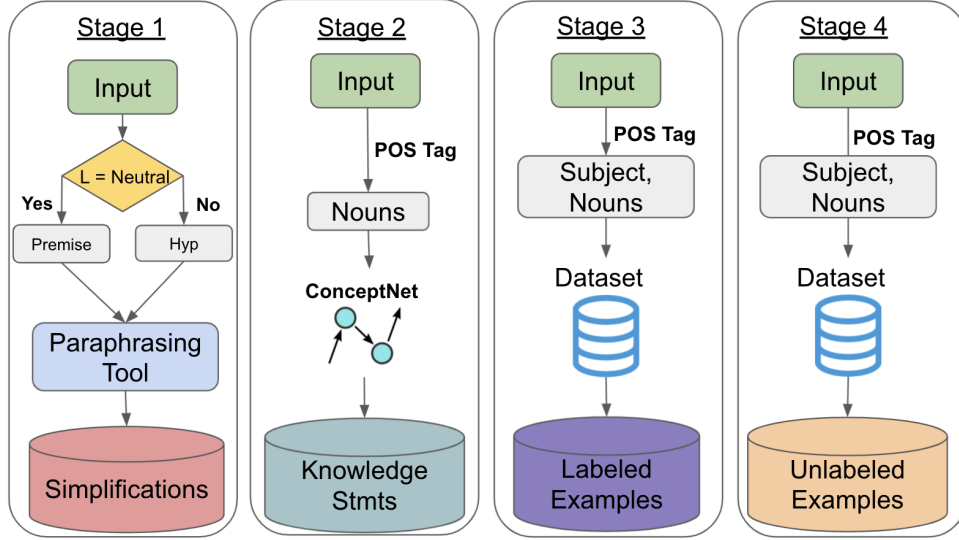 Stage 1
Input
L = Neutral
Yes
No
Premise
Hyp
Paraphrasing
Tool
Simplifications
Stage 2
Input
POS Tag
Nouns
ConceptNet
Knowledge
Stmts
Stage 3
Input
POS Tag
Subject,
Nouns
Dataset
Labeled
Examples
Stage 4
Input
POS Tag
Subject,
Nouns
Dataset
Unlabeled
Examples